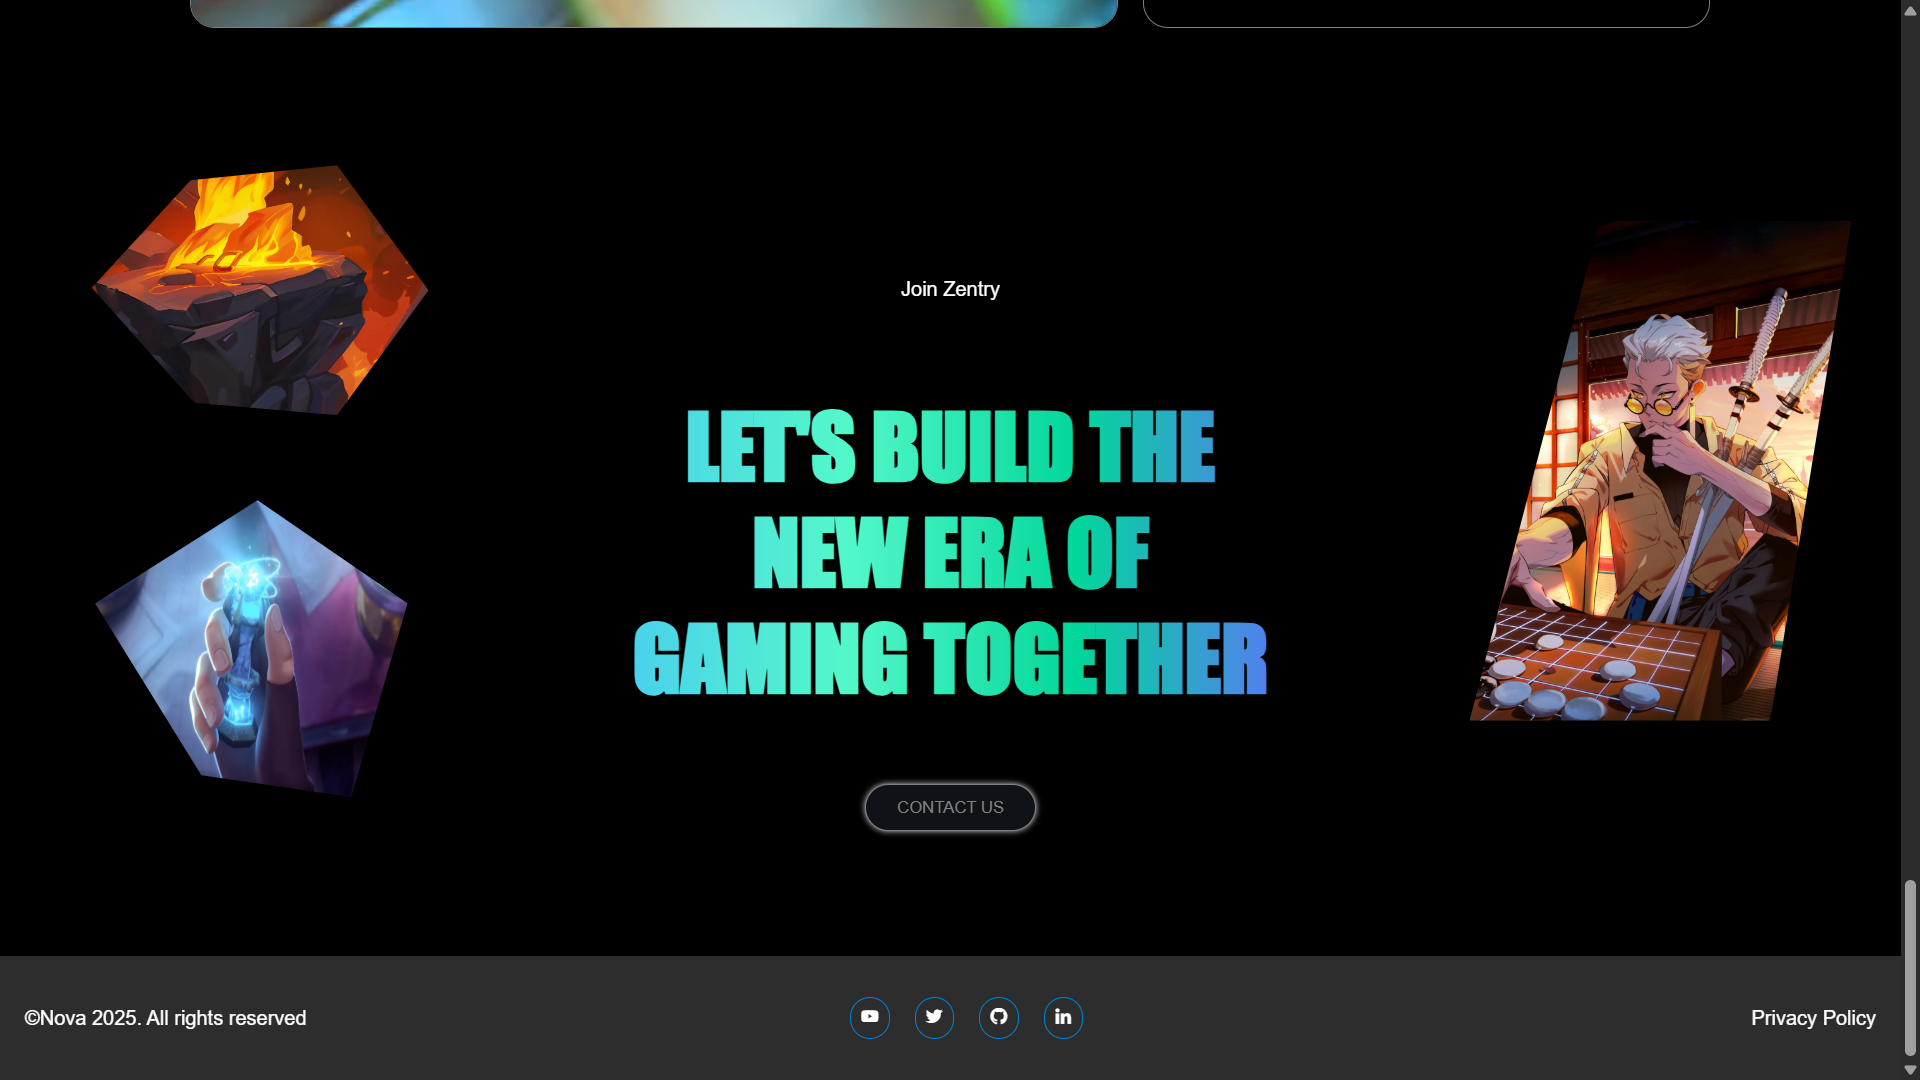 Join Zentry
LET'S BUILD THE
NEW ERA OF
GAMING TOGETHER
CONTACT US
©Nova 2025. All rights reserved
Privacy Policy